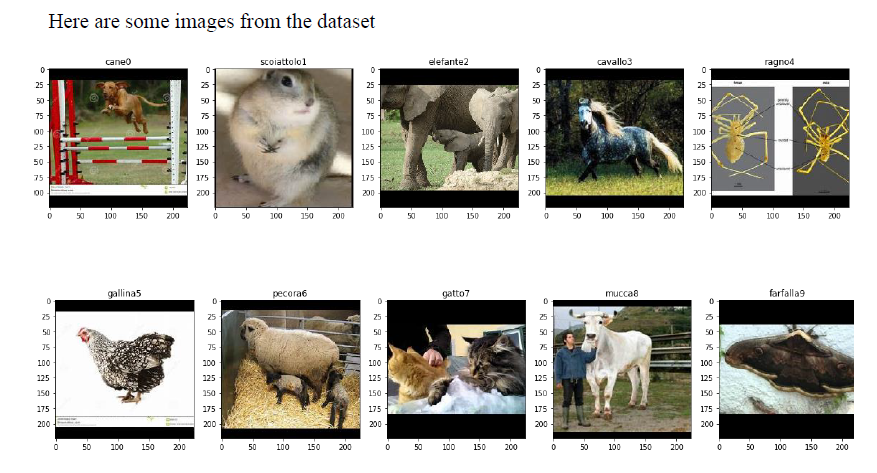 Here are some images from the dataset
cane0 scoiattolo1 elefante2 cavallo3 ragno4
0 0 0 0 0
25 25 25 25 25
50 50 50 50 50
75 75 75 75 75
00 100 100 100 100
125 125 125 125 125
150 150 150 150 150
175 175 175 175 175
00 200 200 200 200
0 50 100 150 200 0 50 100 150 200 0 50 100 150 200 0 50 100 150 200 0 50 100 150 200
gallina5 pecora6 gatto7 mucca8 farfalla9
0 0 0 0 0
25 25 25 25 25
50 50 50 50 50
75 75 75 75 75
100 100 100 100 100
125 125 125 125 125
150 150 150 150 150
175 175 175 175 175
200 200 200 200 200
0 50 100 150 200 0 50 100 150 200 0 50 100 150 200 0 50 100 150 200 0 50 100 150 200